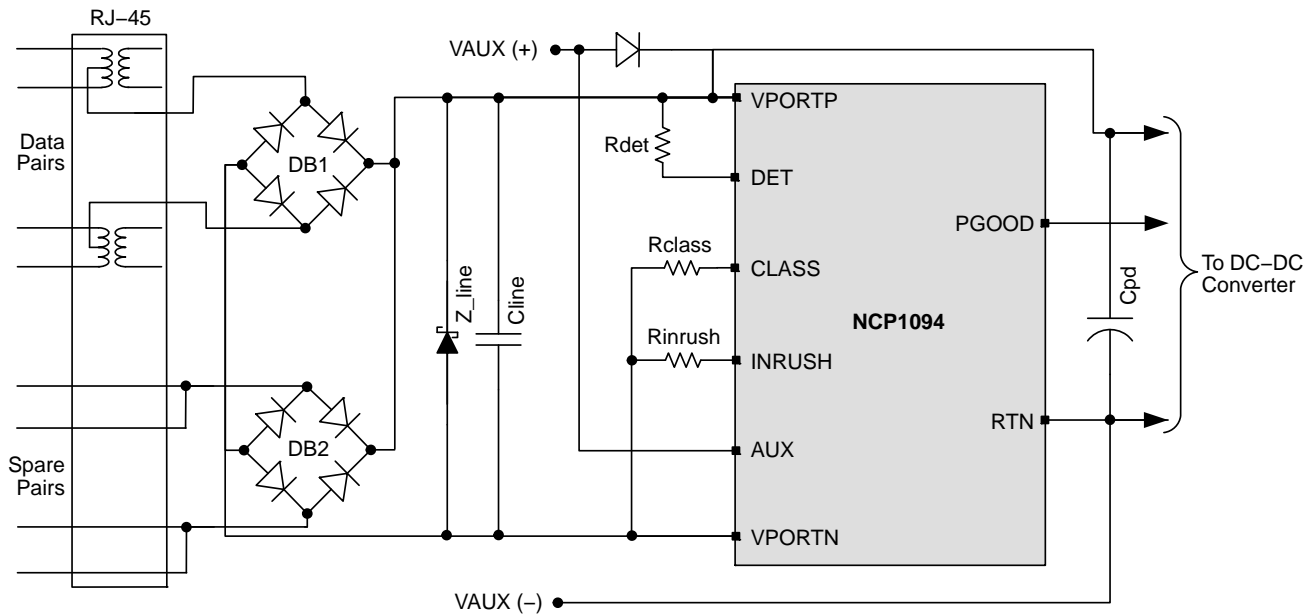 RJ–45
VAUX (+)
Data
Pairs
DB1
Rdet
VPORTP
DET
PGOOD
Rclass
CLASS
Z_line
Cline
NCP1094
Cpd
To DC–DC
Converter
Rinrush
INRUSH
RTN
DB2
AUX
Spare
Pairs
VPORTN
VAUX (–)